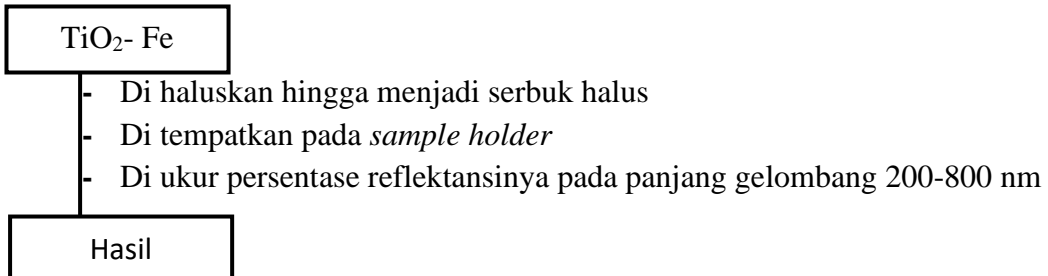 TiO₂- Fe
- Di haluskan hingga menjadi serbuk halus
- Di tempatkan pada sample holder
- Di ukur persentase reflektansinya pada panjang gelombang 200-800 nm
Hasil